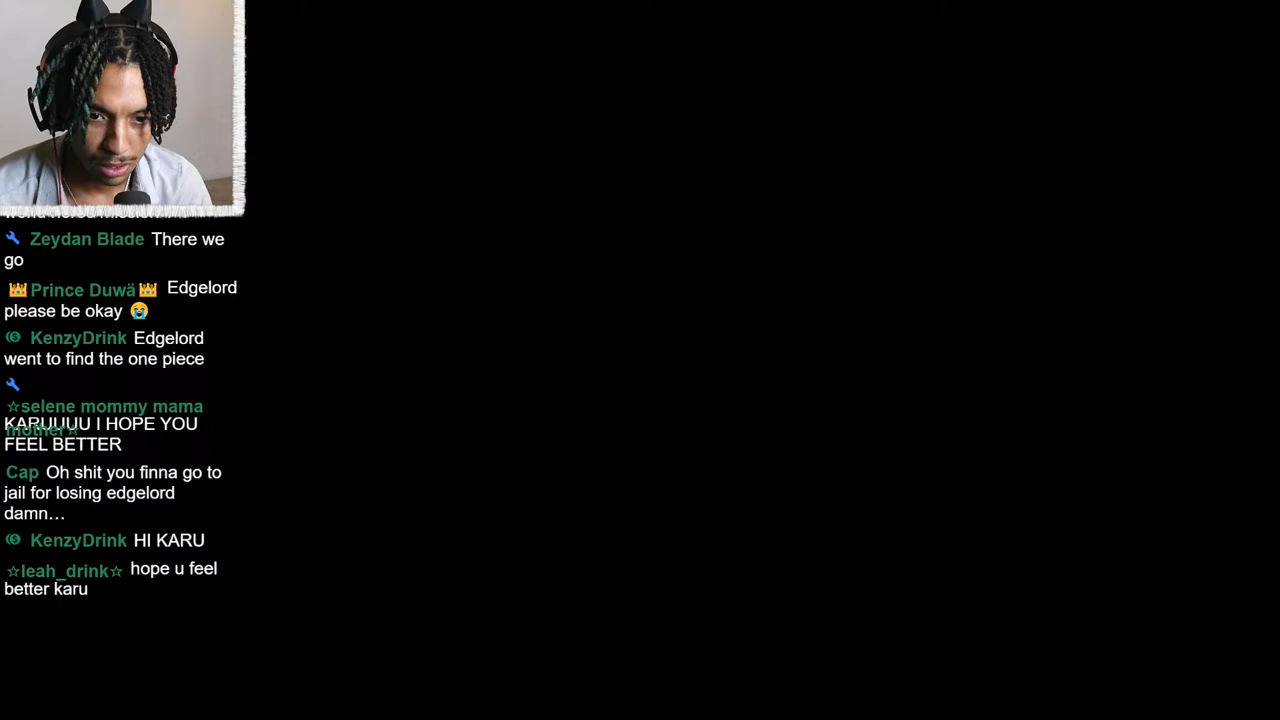 Zeydan Blade There we
go
👑Prince Duwä👑 Edgelord
please be okay 😭
KenzyDrink Edgelord
went to find the one piece
☆selene mommy mama
mother☆
KARUUUU I HOPE YOU
FEEL BETTER
Cap Oh shit you finna go to
jail for losing edgelord
damn…
KenzyDrink HI KARU
☆leah_drink☆ hope u feel
better karu